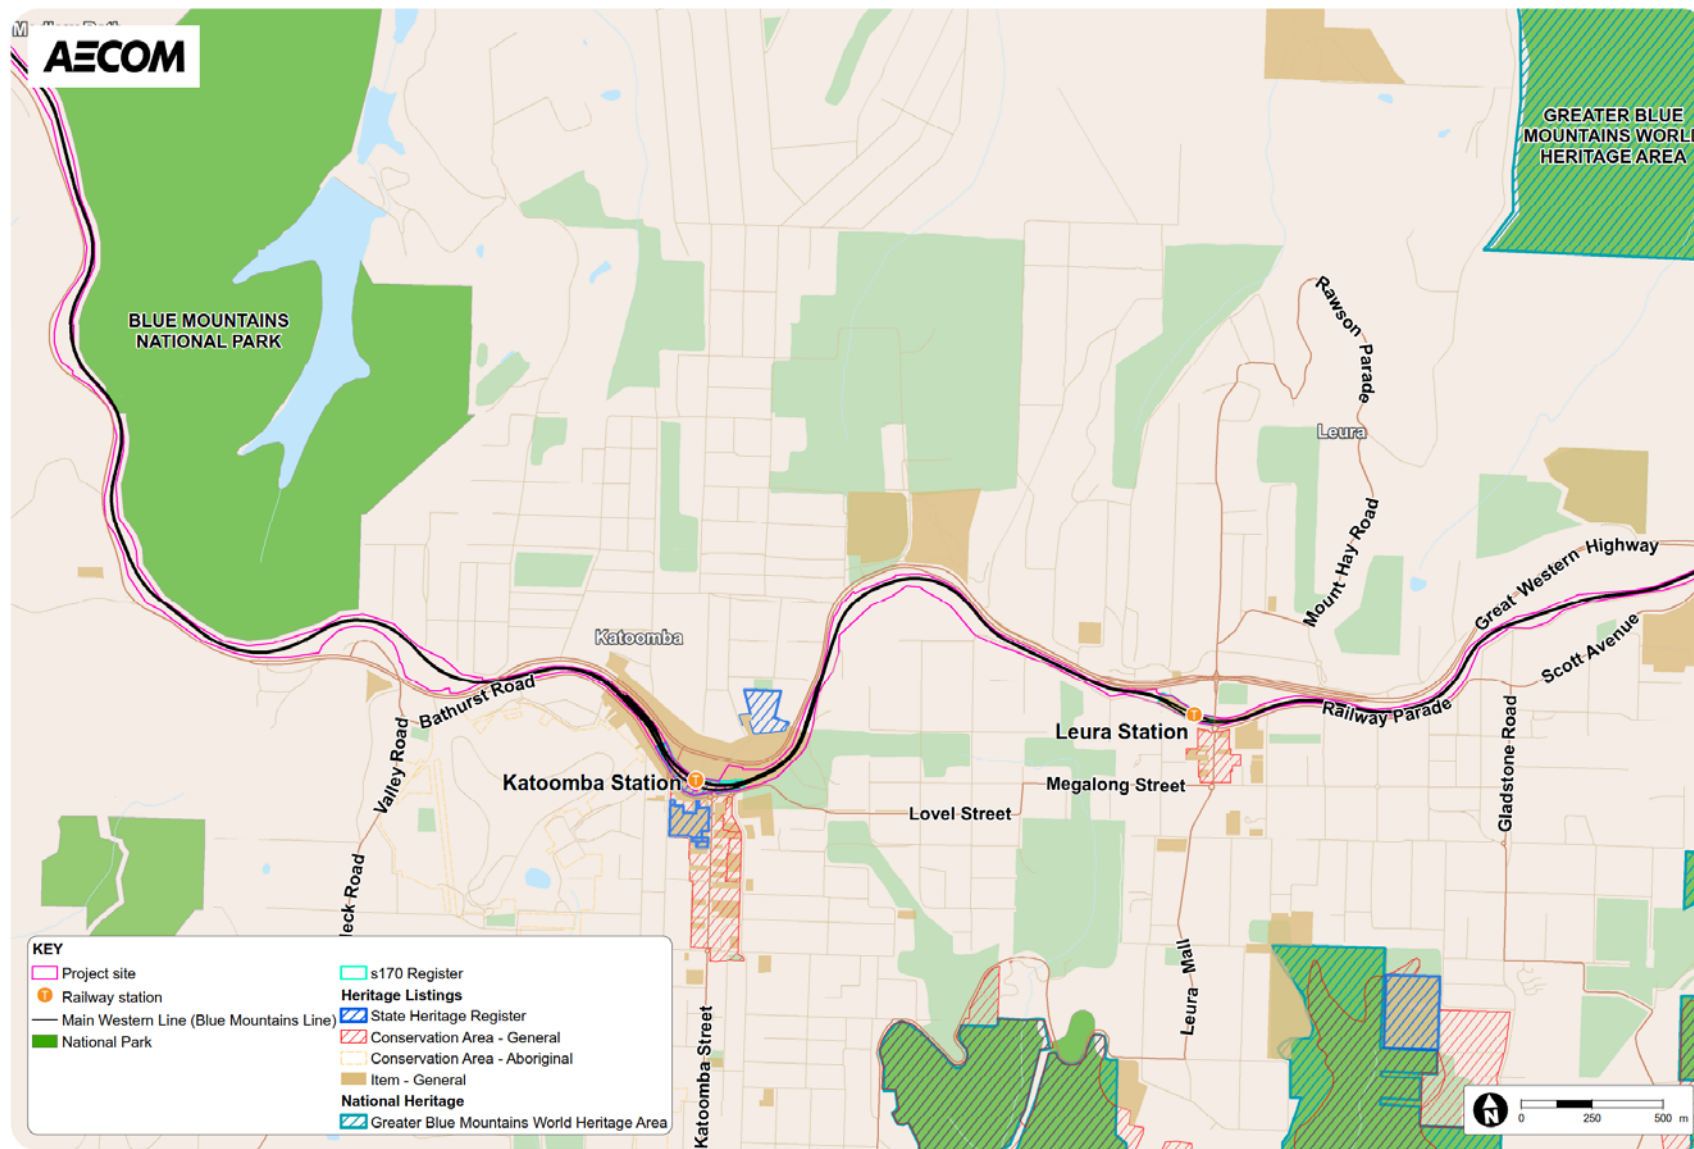 AECOM
GREATER BLUE
MOUNTAINS WORL
HERITAGE AREA
BLUE MOUNTAINS
NATIONAL PARK
Rawson Parade
Leura
Mount Hay Road
Great Western Highway
Scott Avenue
Katoomba
Bathurst Road
Valley Road
Railway Parade
Leura Station
Gladstone Road
Katoomba Station
Megalong Street
Lovel Street
leck Road
Leura Mall
Katoomba Street
KEY
Project site
T Railway station
Main Western Line (Blue Mountains Line)
National Park
s170 Register
Heritage Listings
State Heritage Register
Conservation Area - General
Conservation Area - Aboriginal
Item - General
National Heritage
Greater Blue Mountains World Heritage Area
N
0 250 500 m